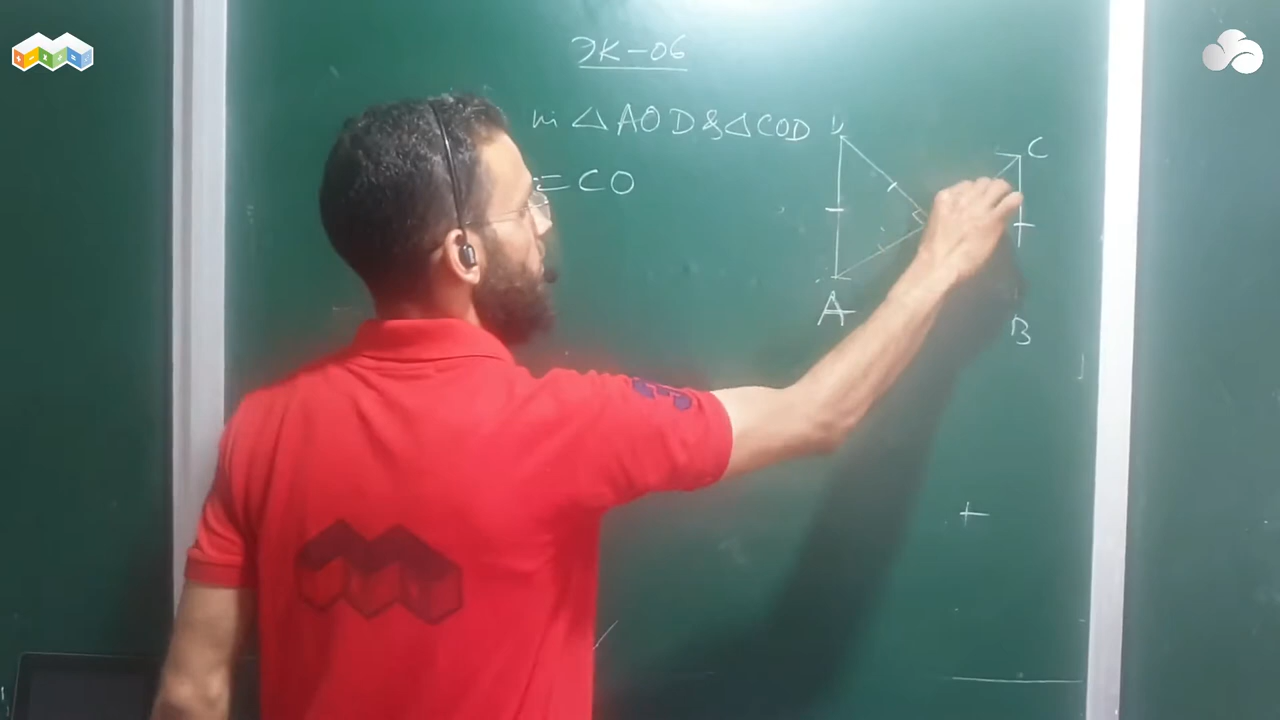 ЭК-06
in △AOD & △COD
= CO
D
C
A
B